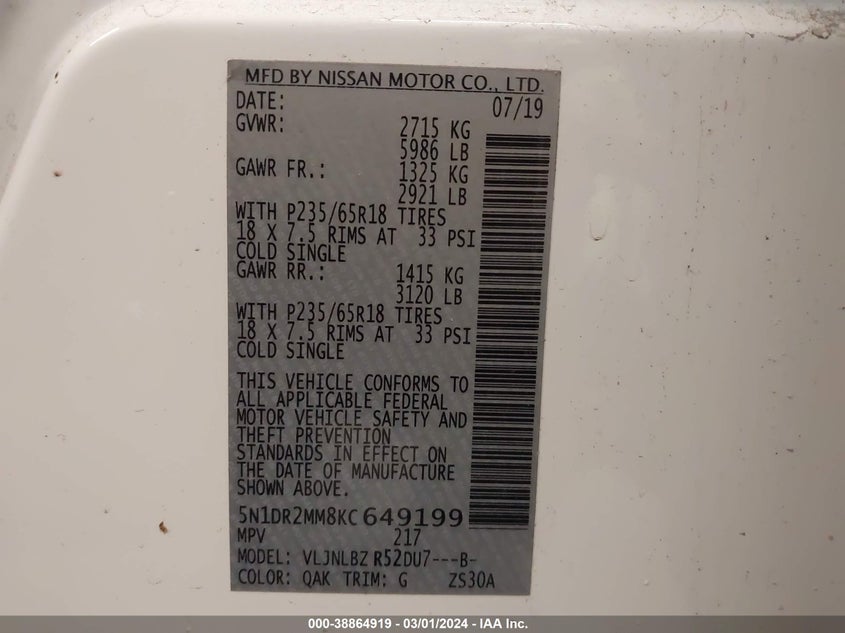 MFD BY NISSAN MOTOR CO., LTD.
DATE: 07/19
GVWR: 2715 KG
5986 LB
GAWR FR.: 1325 KG
2921 LB
WITH P235/65R18 TIRES
18 X 7.5 RIMS AT 33 PSI
COLD SINGLE
GAWR RR.: 1415 KG
3120 LB
WITH P235/65R18 TIRES
18 X 7.5 RIMS AT 33 PSI
COLD SINGLE
THIS VEHICLE CONFORMS TO
ALL APPLICABLE FEDERAL
MOTOR VEHICLE SAFETY AND
THEFT PREVENTION
STANDARDS IN EFFECT ON
THE DATE OF MANUFACTURE
SHOWN ABOVE.
5N1DR2MM8KC649199
MPV 217
MODEL: VLJNLBZ R52DU7---B-
COLOR: QAK TRIM: G ZS30A
000-38864919 - 03/01/2024 - IAA Inc.